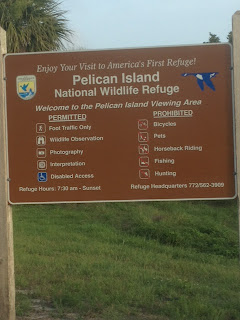 Enjoy Your Visit to America's First Refuge!
Pelican Island
National Wildlife Refuge
Welcome to the Pelican Island Viewing Area
PERMITTED
Foot Traffic Only
Wildlife Observation
Photography
Interpretation
Disabled Access
PROHIBITED
Bicycles
Pets
Horseback Riding
Fishing
Hunting
Refuge Hours: 7:30 am - Sunset
Refuge Headquarters 772/562-3909